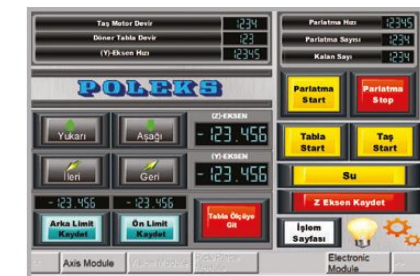 Taş Motor Devir 1234
Döner Tabla Devir 123
(Y)-Eksen Hızı 12345
Parlatma Hızı 12345
Parlatma Sayısı 1234
Kalan Sayı 1234
POLEKS
Parlatma Start
Parlatma Stop
Yukarı
Aşağı
(Z)-EKSEN
-123.456
Tabla Start
Taş Start
İleri
Geri
(Y)-EKSEN
-123.456
Su
-123.456
-123.456
Z Eksen Kaydet
Arka Limit Kaydet
Ön Limit Kaydet
Tabla Ölçüye Git
İşlem Sayfası
Axis Module
Electronic Module